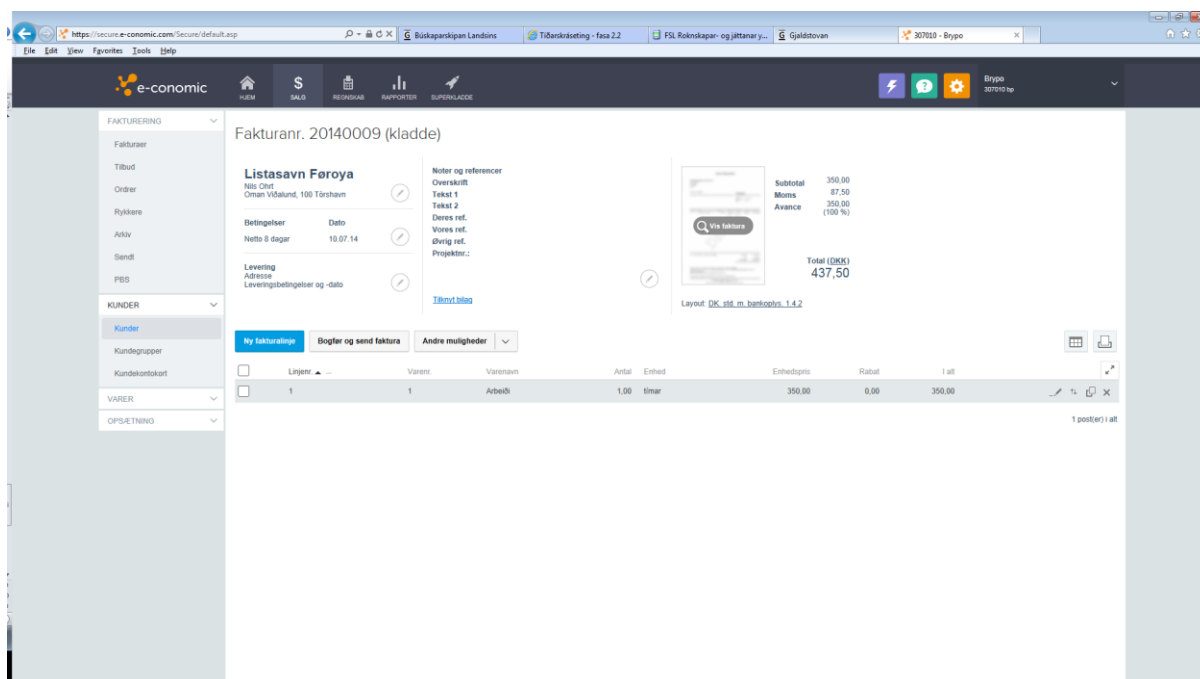 https://secure.e-conomic.com/Secure/default.asp
Búskaparskipan Landsins
Tíðarskráseting - fasa 2.2
FSL Roknskapar- og játtanar y...
Gjaldstovan
307010 - Brypo
File Edit View Favorites Tools Help
e-conomic
HJEM
SALG
REGNSKAB
RAPPORTER
SUPERKLADDE
Brypo
307010 bp
FAKTURERING
Fakturaer
Tilbud
Ordrer
Rykkere
Arkiv
Sendt
PBS
KUNDER
Kunder
Kundegrupper
Kundekontokort
VARER
OPSÆTNING
Fakturanr. 20140009 (kladde)
Listasavn Føroya
Nils Ohrt
Oman Viðalund, 100 Tórshavn
Betingelser Dato
Netto 8 dagar 10.07.14
Levering
Adresse
Leveringsbetingelser og -dato
Noter og referencer
Overskrift
Tekst 1
Tekst 2
Deres ref.
Vores ref.
Øvrig ref.
Projektnr.:
Tilknyt bilag
Vis faktura
Subtotal 350,00
Moms 87,50
Avance 350,00
(100 %)
Total (DKK)
437,50
Layout: DK. std. m. bankoplys. 1.4.2
Ny fakturalinje
Bogfør og send faktura
Andre muligheder
Linjenr. Varenr. Varenavn Antal Enhed Enhedspris Rabat I alt
1 1 Arbeiði 1,00 tímar 350,00 0,00 350,00
1 post(er) i alt